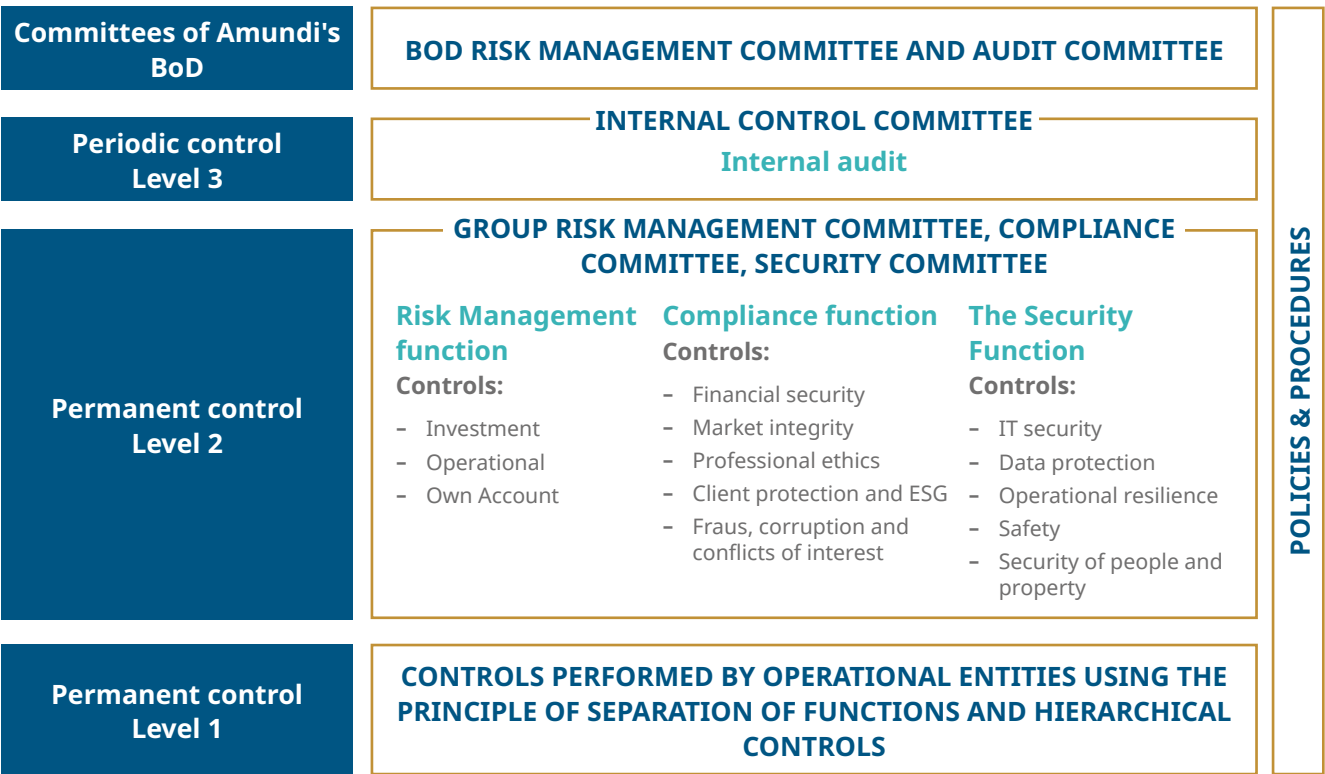 Committees of Amundi's
BoD
BOD RISK MANAGEMENT COMMITTEE AND AUDIT COMMITTEE
Periodic control
Level 3
INTERNAL CONTROL COMMITTEE
Internal audit
Permanent control
Level 2
GROUP RISK MANAGEMENT COMMITTEE, COMPLIANCE
COMMITTEE, SECURITY COMMITTEE
Risk Management
function
Controls:
– Investment
– Operational
– Own Account
Compliance function
Controls:
– Financial security
– Market integrity
– Professional ethics
– Client protection and ESG
– Fraus, corruption and
conflicts of interest
The Security
Function
Controls:
– IT security
– Data protection
– Operational resilience
– Safety
– Security of people and
property
Permanent control
Level 1
CONTROLS PERFORMED BY OPERATIONAL ENTITIES USING THE
PRINCIPLE OF SEPARATION OF FUNCTIONS AND HIERARCHICAL
CONTROLS
POLICIES & PROCEDURES